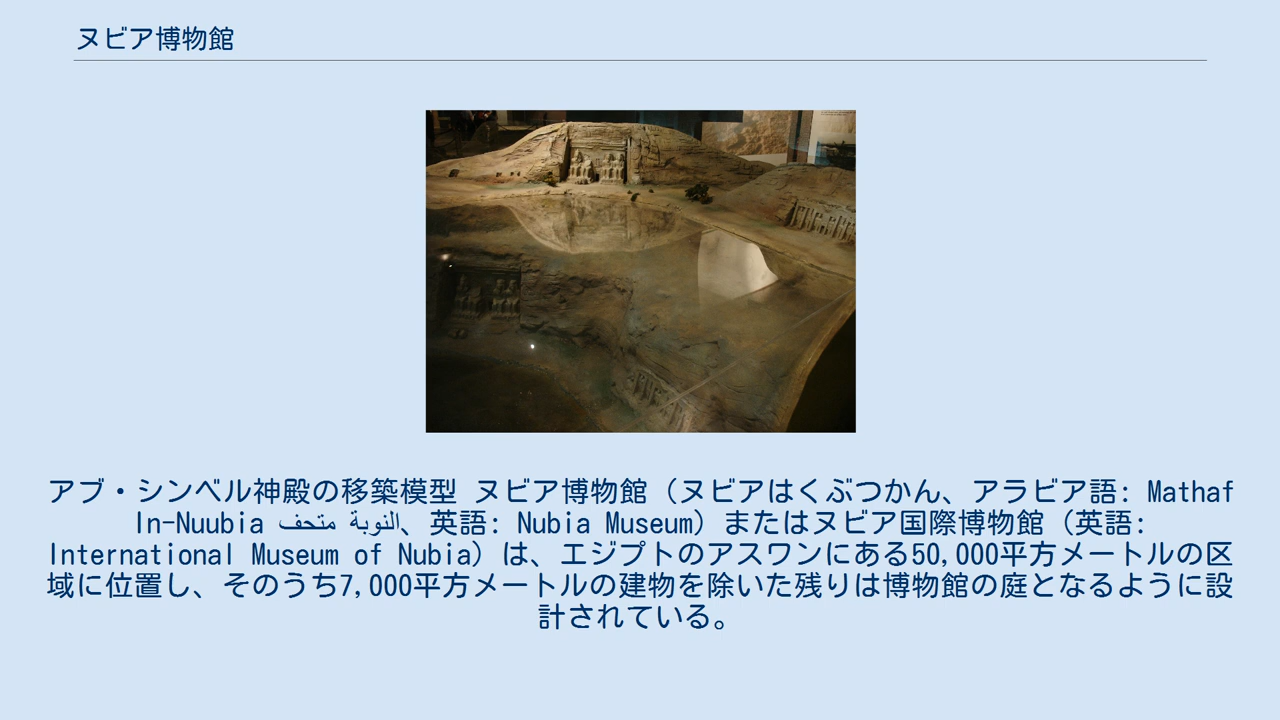 ヌビア博物館
アブ・シンベル神殿の移築模型 ヌビア博物館（ヌビアはくぶつかん、アラビア語: Mathaf
In-Nuubia متحف النوبة、英語: Nubia Museum）またはヌビア国際博物館（英語:
International Museum of Nubia）は、エジプトのアスワンにある50,000平方メートルの区
域に位置し、そのうち7,000平方メートルの建物を除いた残りは博物館の庭となるように設
計されている。